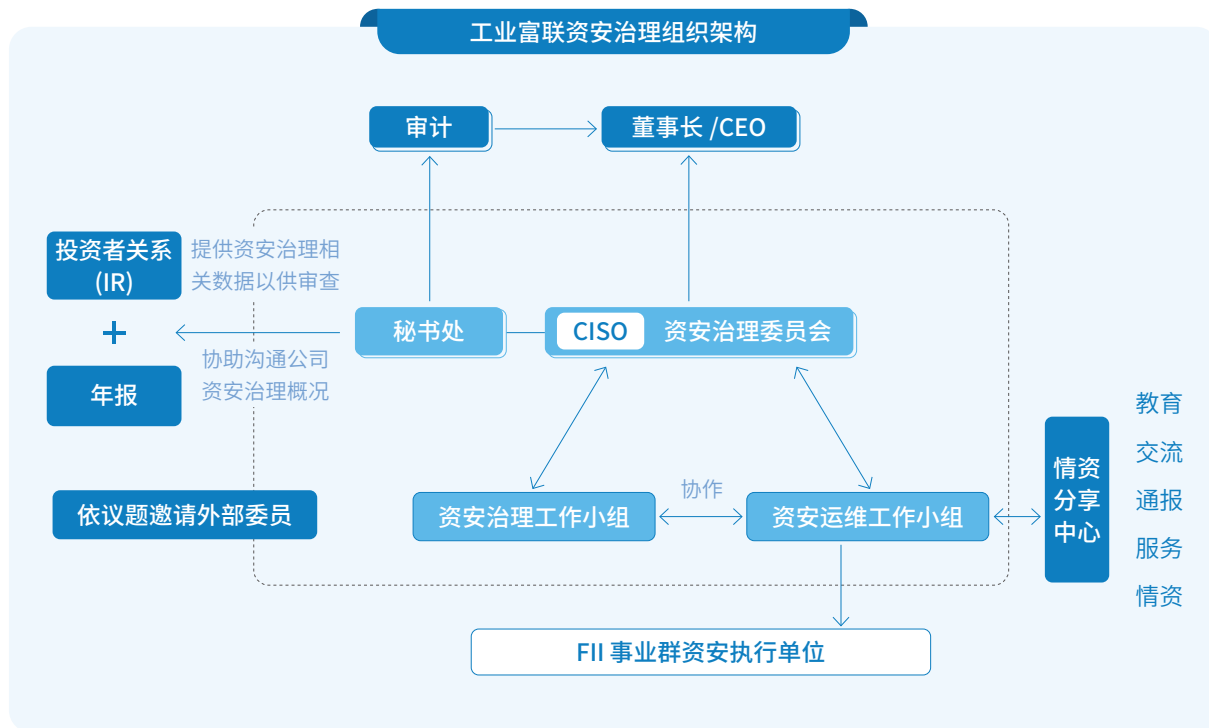 工业富联资安治理组织架构
审计
董事长 /CEO
投资者关系
(IR)
提供资安治理相
关数据以供审查
+
秘书处
CISO 资安治理委员会
协助沟通公司
资安治理概况
年报
依议题邀请外部委员
资安治理工作小组
协作
资安运维工作小组
情资
分享
中心
教育
交流
通报
服务
情资
FII 事业群资安执行单位